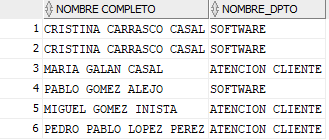 NOMBRE COMPLETO NOMBRE_DPTO
1 CRISTINA CARRASCO CASAL SOFTWARE
2 CRISTINA CARRASCO CASAL SOFTWARE
3 MARIA GALAN CASAL ATENCION CLIENTE
4 PABLO GOMEZ ALEJO SOFTWARE
5 MIGUEL GOMEZ INISTA ATENCION CLIENTE
6 PEDRO PABLO LOPEZ PEREZ ATENCION CLIENTE